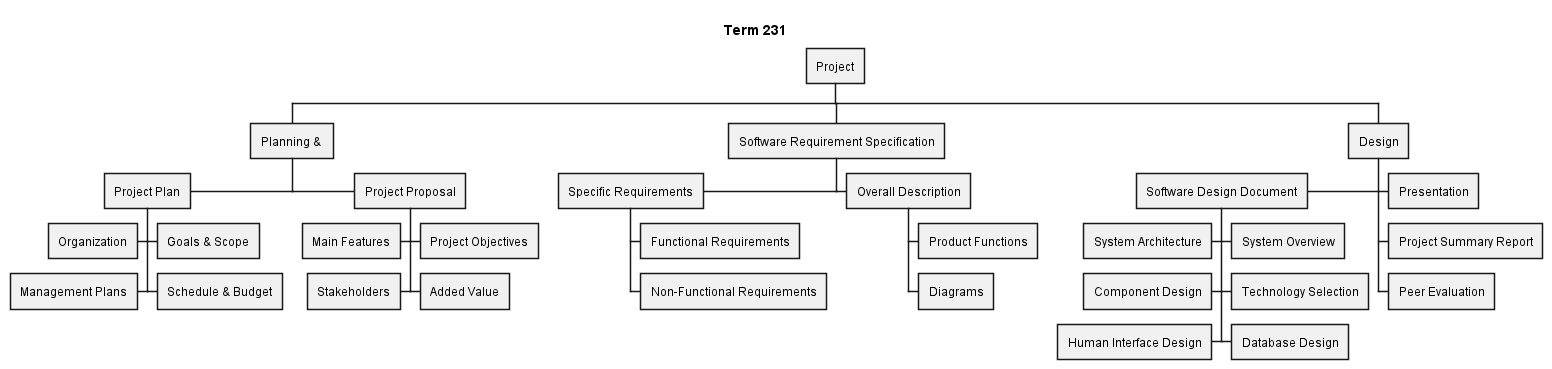 Term 231
Project
Planning &
Software Requirement Specification
Design
Project Plan
Project Proposal
Specific Requirements
Overall Description
Software Design Document
Presentation
Organization
Goals & Scope
Main Features
Project Objectives
Functional Requirements
Product Functions
System Architecture
System Overview
Project Summary Report
Management Plans
Schedule & Budget
Stakeholders
Added Value
Non-Functional Requirements
Diagrams
Component Design
Technology Selection
Peer Evaluation
Human Interface Design
Database Design